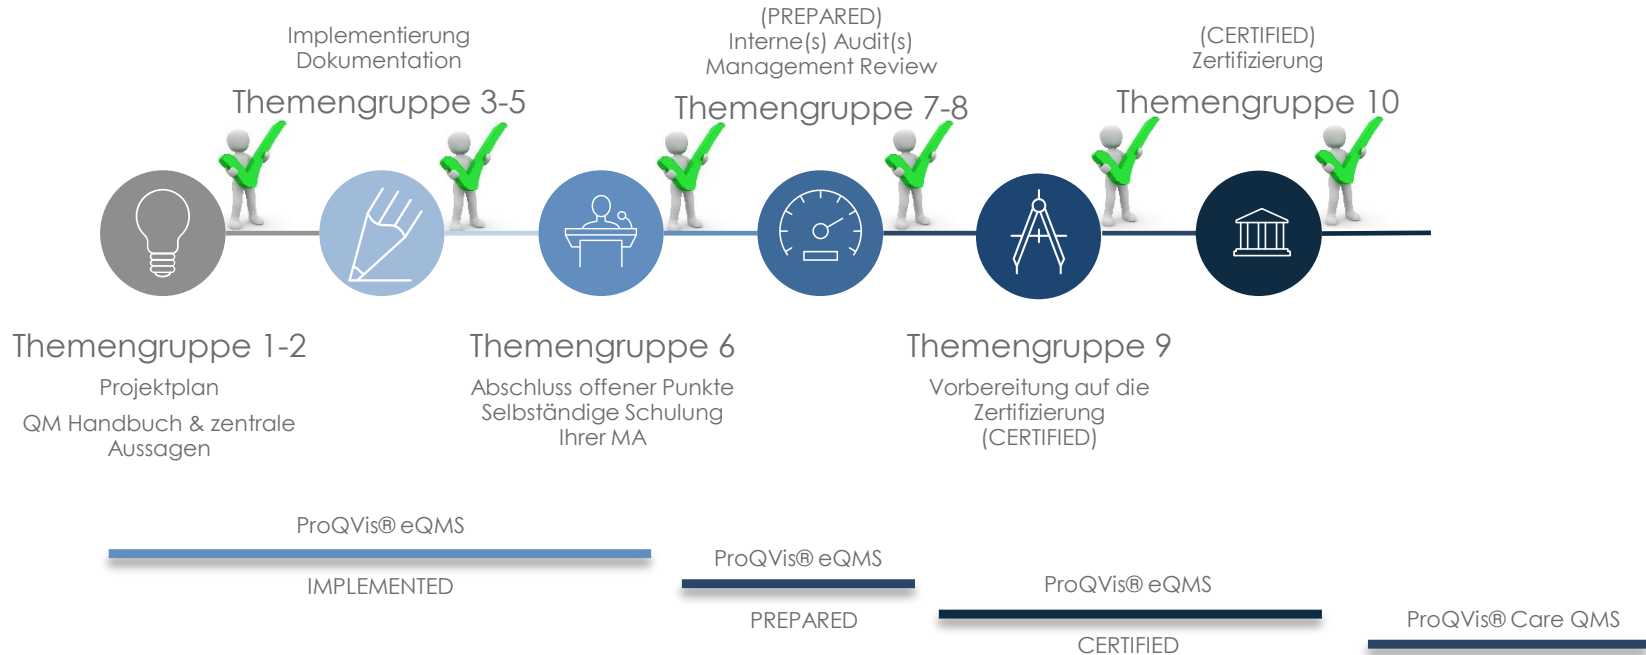 Implementierung
Dokumentation
Themengruppe 3-5
(PREPARED)
Interne(s) Audit(s)
Management Review
Themengruppe 7-8
(CERTIFIED)
Zertifizierung
Themengruppe 10
Themengruppe 1-2
Projektplan
QM Handbuch & zentrale
Aussagen
Themengruppe 6
Abschluss offener Punkte
Selbständige Schulung
Ihrer MA
Themengruppe 9
Vorbereitung auf die
Zertifizierung
(CERTIFIED)
ProQVis® eQMS
IMPLEMENTED
ProQVis® eQMS
PREPARED
ProQVis® eQMS
CERTIFIED
ProQVis® Care QMS